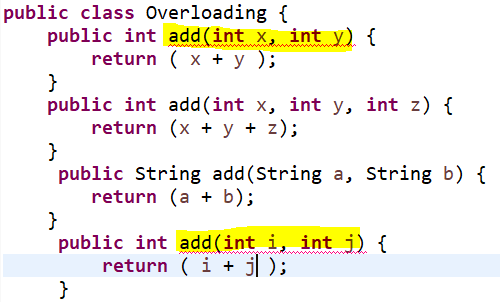 public class Overloading {
    public int add(int x, int y) {
        return ( x + y );
    }
    public int add(int x, int y, int z) {
        return (x + y + z);
    }
     public String add(String a, String b) {
        return (a + b);
    }
     public int add(int i, int j) {
         return ( i + j );
     }